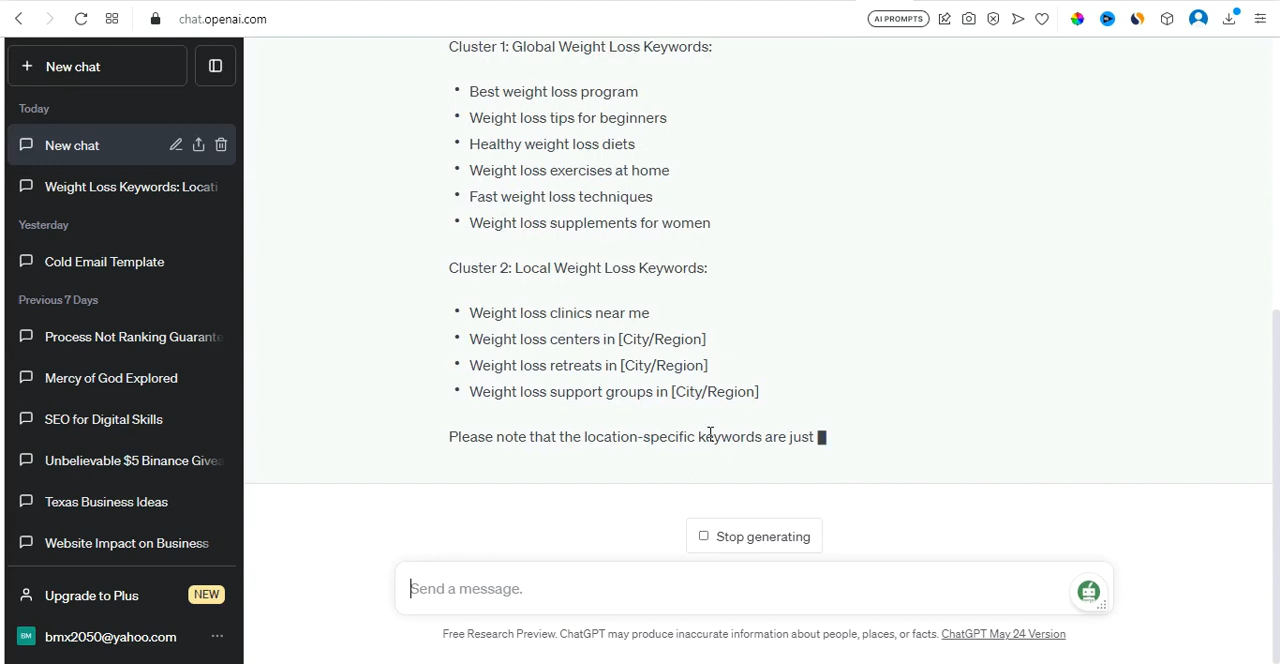 chat.openai.com
AI PROMPTS
New chat
Today
New chat
Weight Loss Keywords: Locati
Yesterday
Cold Email Template
Previous 7 Days
Process Not Ranking Guarante
Mercy of God Explored
SEO for Digital Skills
Unbelievable $5 Binance Givea
Texas Business Ideas
Website Impact on Business
Upgrade to Plus
NEW
BM
bmx2050@yahoo.com
Cluster 1: Global Weight Loss Keywords:
• Best weight loss program
• Weight loss tips for beginners
• Healthy weight loss diets
• Weight loss exercises at home
• Fast weight loss techniques
• Weight loss supplements for women
Cluster 2: Local Weight Loss Keywords:
• Weight loss clinics near me
• Weight loss centers in [City/Region]
• Weight loss retreats in [City/Region]
• Weight loss support groups in [City/Region]
Please note that the location-specific keywords are just
Stop generating
Send a message.
Free Research Preview. ChatGPT may produce inaccurate information about people, places, or facts. ChatGPT May 24 Version